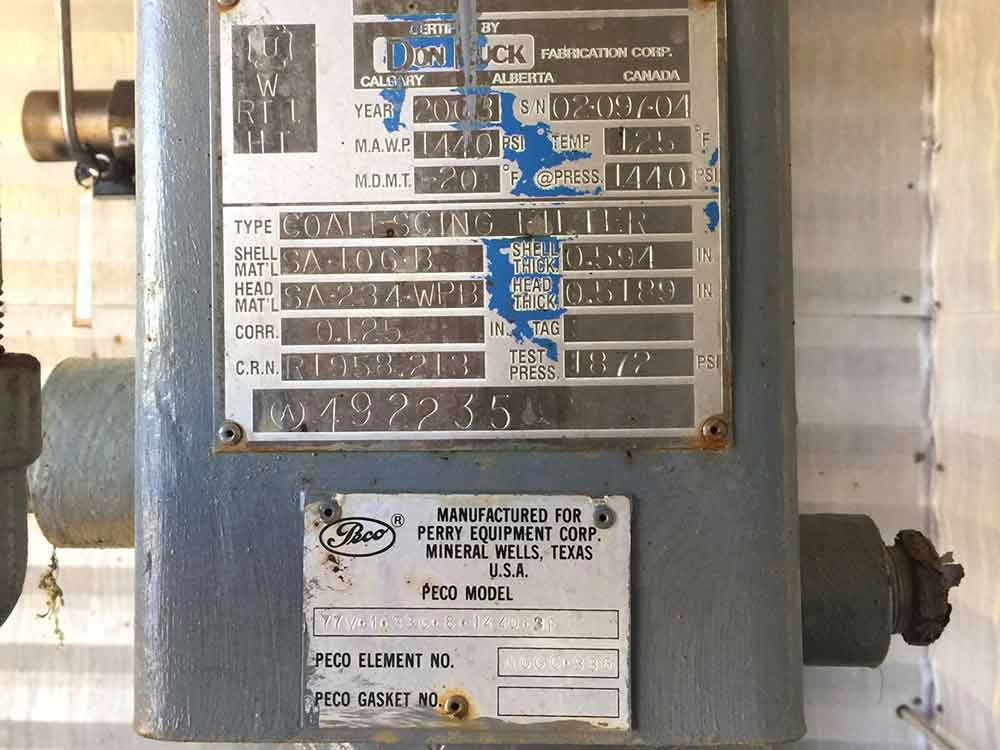 U
W
RT 1
HT
CERTIFIED BY
FABRICATION CORP.
CALGARY ALBERTA CANADA
YEAR 2003 S/N 02-097-04
M.A.W.P. 1440 PSI TEMP 125 °F
M.D.M.T. -20 °F @PRESS. 1440 PSI
TYPE COALESCING FILTER
SHELL MAT'L SA-106-B SHELL THICK. 0.594 IN
HEAD MAT'L SA-234-WPB HEAD THICK. 0.5189 IN
CORR. 0.125 IN. TAG
C.R.N. R1958.213 TEST PRESS. 1872 PSI
A 492235
Peco ®
MANUFACTURED FOR
PERRY EQUIPMENT CORP.
MINERAL WELLS, TEXAS
U.S.A.
PECO MODEL
PECO ELEMENT NO.
PECO GASKET NO.